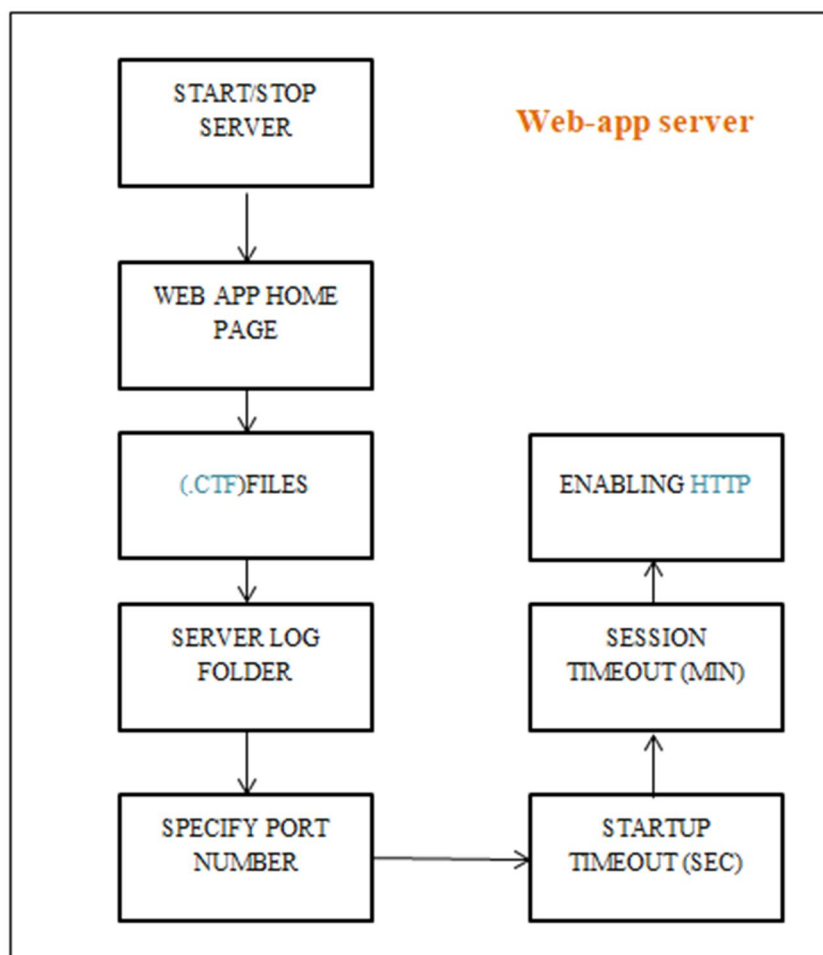 START/STOP
SERVER
Web-app server
WEB APP HOME
PAGE
(.CTF)FILES
SERVER LOG
FOLDER
SPECIFY PORT
NUMBER
STARTUP
TIMEOUT (SEC)
SESSION
TIMEOUT (MIN)
ENABLING HTTP